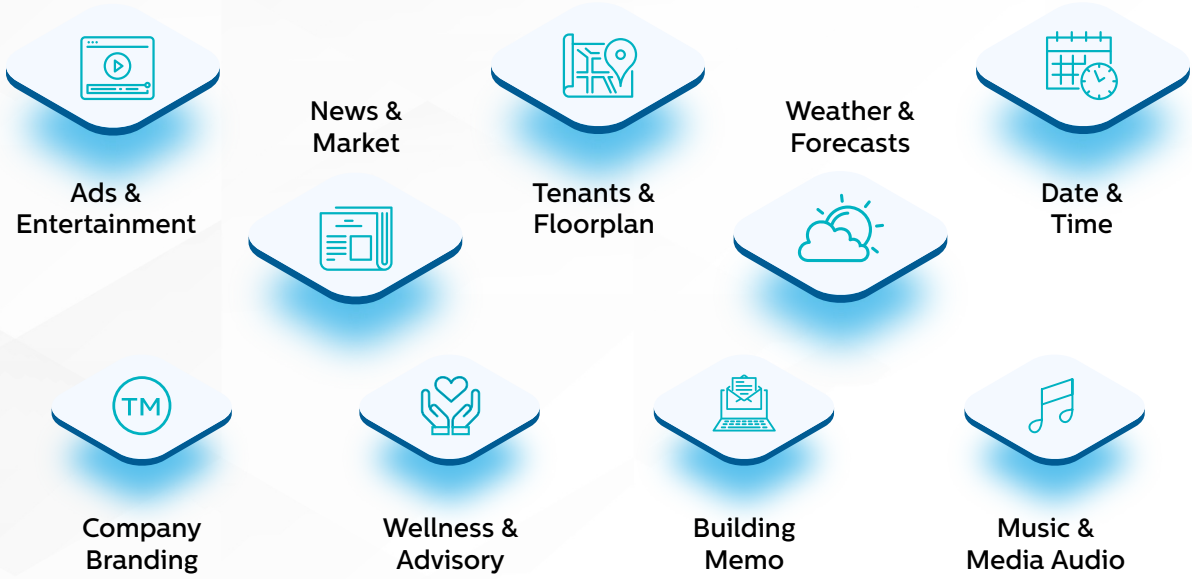 Ads &
Entertainment
News &
Market
Tenants &
Floorplan
Weather &
Forecasts
Date &
Time
TM
Company
Branding
Wellness &
Advisory
Building
Memo
Music &
Media Audio